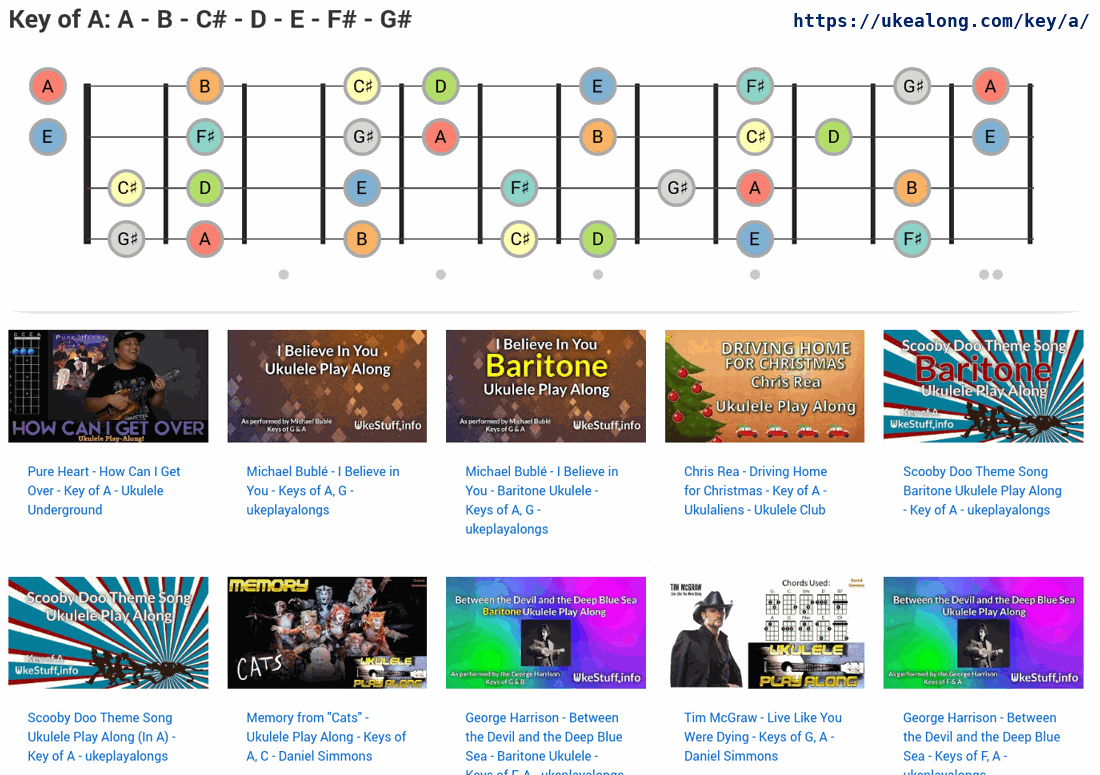 Key of A: A - B - C# - D - E - F# - G#
https://ukealong.com/key/a/
A B C♯ D E F♯ G♯ A
E F♯ G♯ A B C♯ D E
C♯ D E F♯ G♯ A B
G♯ A B C♯ D E F♯
G C E A
PURE HEART
HOW CAN I GET OVER
Ukulele Play-Along!
I Believe In You
Ukulele Play Along
As performed by Michael Bublé
Keys of G & A
UkeStuff.info
I Believe In You
Baritone
Ukulele Play Along
As performed by Michael Bublé
Keys of G & A
UkeStuff.info
DRIVING HOME
FOR CHRISTMAS
Chris Rea
Ukulele Play Along
Scooby Doo Theme Song
Baritone
Ukulele Play Along
Key of A
UkeStuff.info
Pure Heart - How Can I Get
Over - Key of A - Ukulele
Underground
Michael Bublé - I Believe in
You - Keys of A, G -
ukeplayalongs
Michael Bublé - I Believe in
You - Baritone Ukulele -
Keys of A, G -
ukeplayalongs
Chris Rea - Driving Home
for Christmas - Key of A -
Ukulaliens - Ukulele Club
Scooby Doo Theme Song
Baritone Ukulele Play Along
- Key of A - ukeplayalongs
Scooby Doo Theme Song
Ukulele Play Along
Key of A
UkeStuff.info
MEMORY
CATS
UKULELE
PLAY ALONG
Between the Devil and the Deep Blue Sea
Baritone Ukulele Play Along
As performed by the George Harrison
Keys of G & B
UkeStuff.info
TIM MCGRAW
Chords Used:
UKULELE
PLAY ALONG
Between the Devil and the Deep Blue Sea
Ukulele Play Along
As performed by the George Harrison
Keys of F & A
UkeStuff.info
Scooby Doo Theme Song
Ukulele Play Along (In A) -
Key of A - ukeplayalongs
Memory from "Cats" -
Ukulele Play Along - Keys of
A, C - Daniel Simmons
George Harrison - Between
the Devil and the Deep Blue
Sea - Baritone Ukulele -
Keys of F, A - ukeplayalongs
Tim McGraw - Live Like You
Were Dying - Keys of G, A -
Daniel Simmons
George Harrison - Between
the Devil and the Deep Blue
Sea - Keys of F, A -
ukeplayalongs